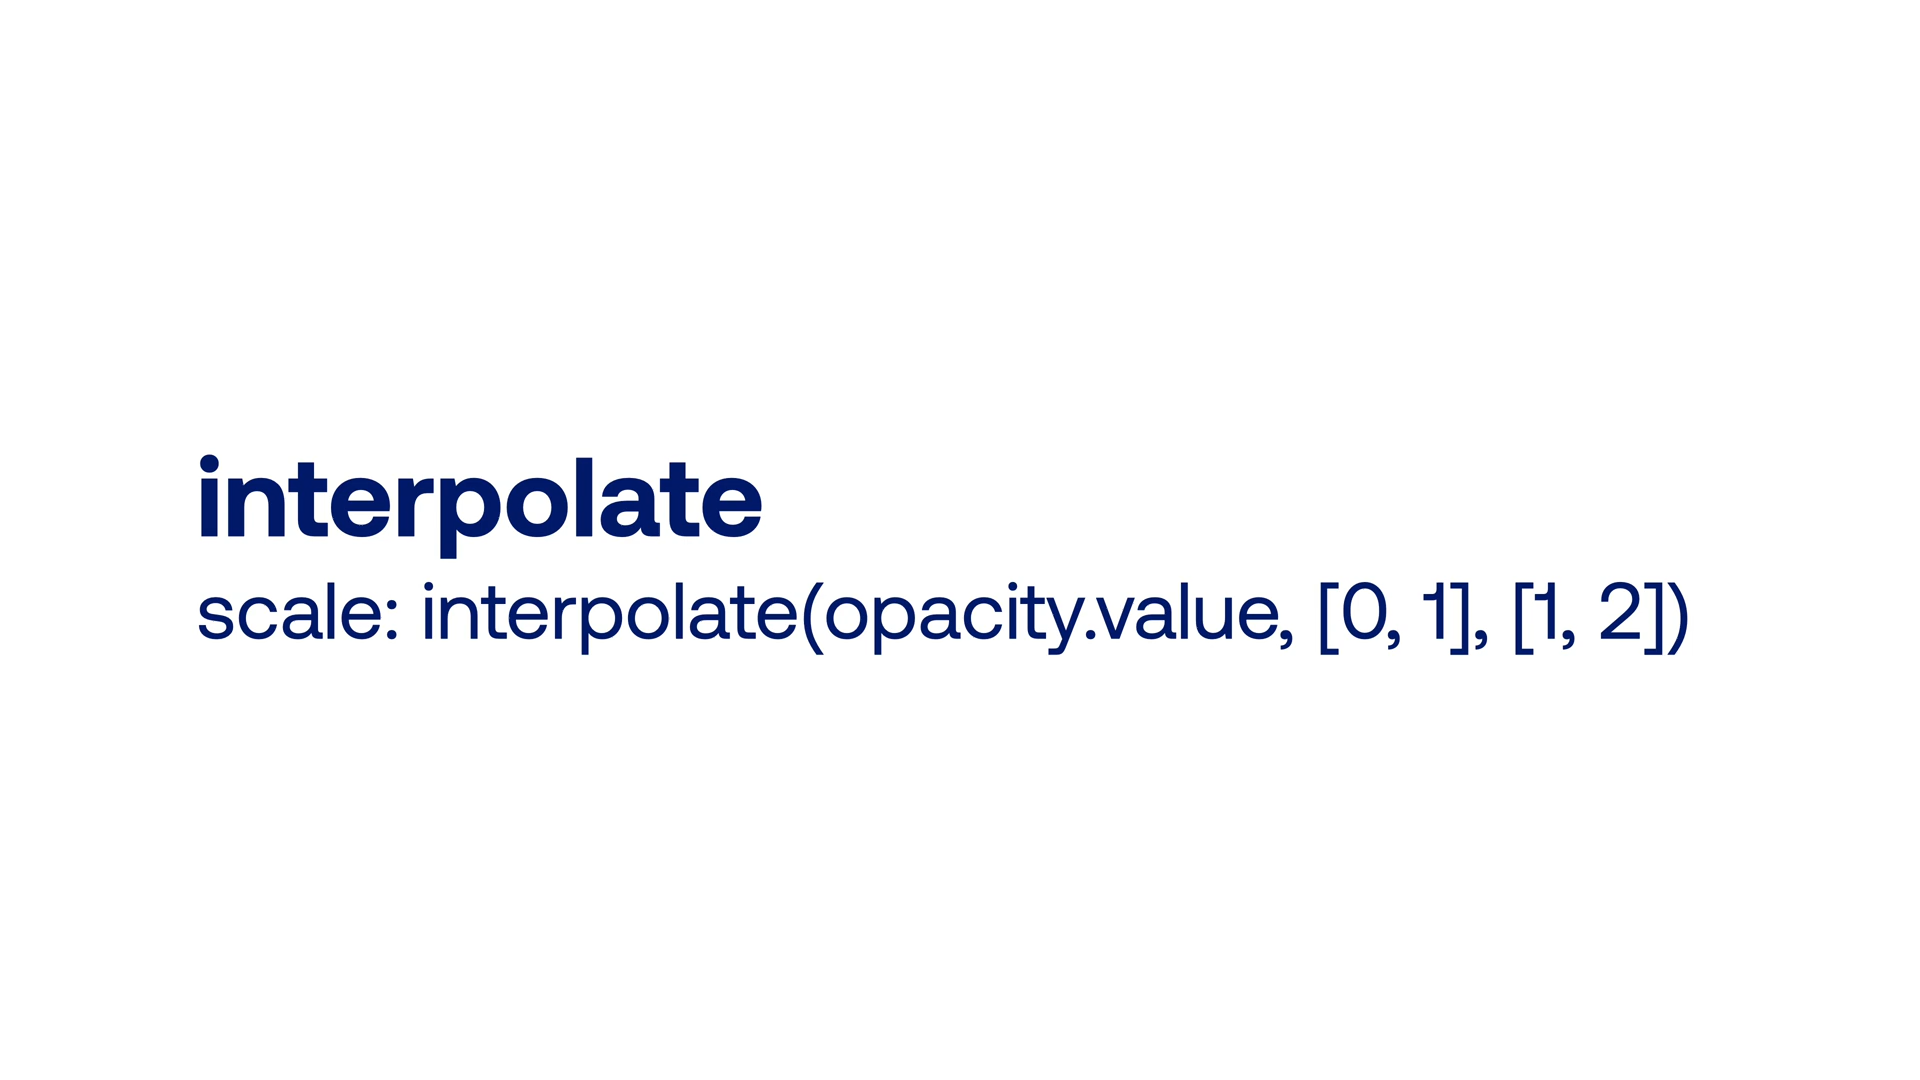 interpolate
scale: interpolate(opacity.value, [0, 1], [1, 2])